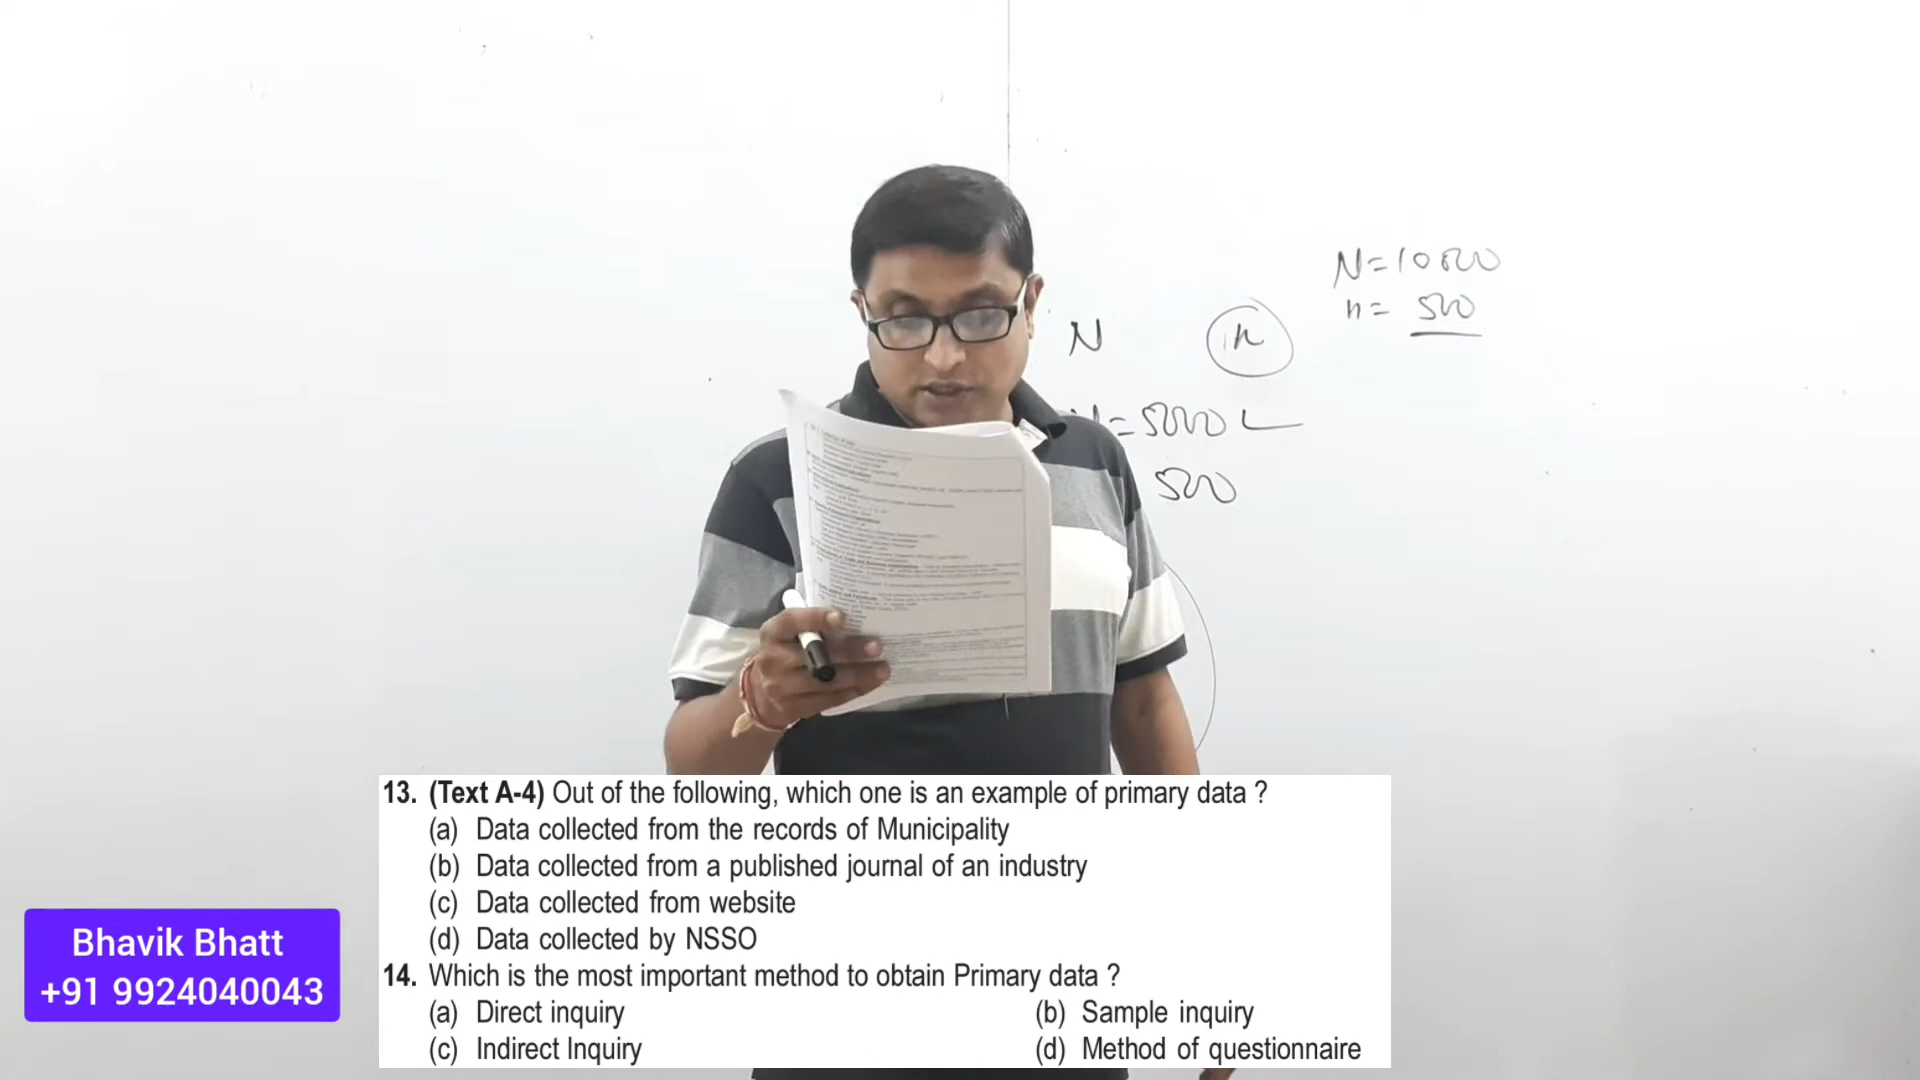 N=10500
n= 500
N
n
N=5000
500
13. (Text A-4) Out of the following, which one is an example of primary data ?
(a) Data collected from the records of Municipality
(b) Data collected from a published journal of an industry
(c) Data collected from website
(d) Data collected by NSSO
14. Which is the most important method to obtain Primary data ?
(a) Direct inquiry (b) Sample inquiry
(c) Indirect Inquiry (d) Method of questionnaire
Bhavik Bhatt
+91 9924040043